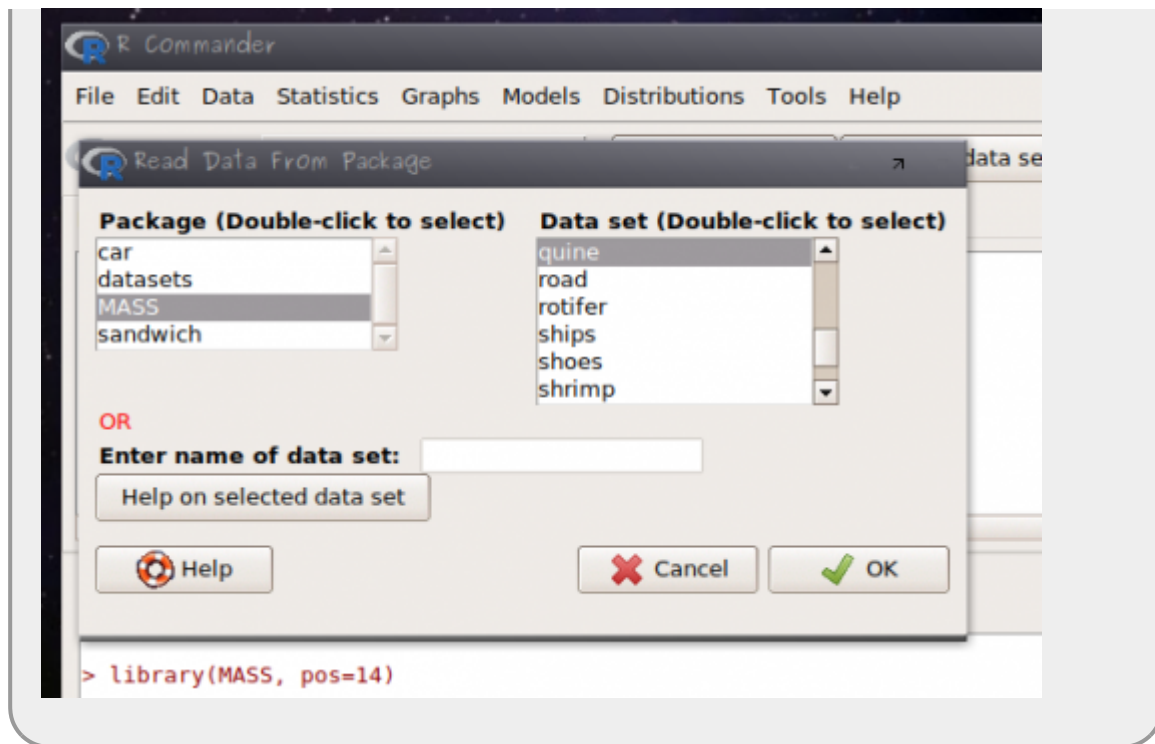 R Commander
File Edit Data Statistics Graphs Models Distributions Tools Help
data se
Read Data From Package
Package (Double-click to select)
car
datasets
MASS
sandwich
Data set (Double-click to select)
quine
road
rotifer
ships
shoes
shrimp
OR
Enter name of data set:
Help on selected data set
Help
Cancel
OK
> library(MASS, pos=14)